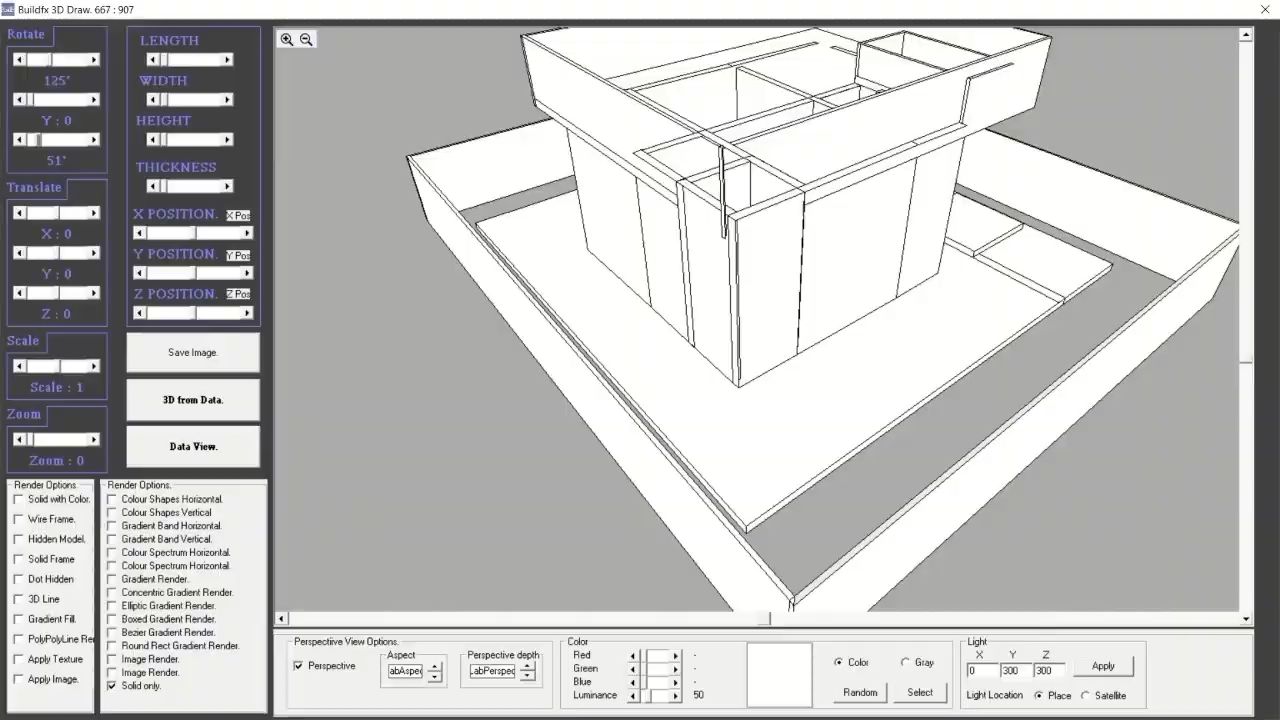 Buildfx 3D Draw. 667 : 907
Rotate
125'
Y : 0
51'
Translate
X : 0
Y : 0
Z : 0
Scale
Scale : 1
Zoom
Zoom : 0
LENGTH
WIDTH
HEIGHT
THICKNESS
X POSITION. X Pos
Y POSITION. Y Pos
Z POSITION. Z Pos
Save Image.
3D from Data.
Data View.
Render Options.
Solid with Color.
Wire Frame.
Hidden Model.
Solid Frame
Dot Hidden
3D Line
Gradient Fill.
PolyPolyLine Re
Apply Texture
Apply Image.
Render Options.
Colour Shapes Horizontal.
Colour Shapes Vertical
Gradient Band Horizontal.
Gradient Band Vertical.
Colour Spectrum Horizontal.
Colour Spectrum Horizontal.
Gradient Render.
Concentric Gradient Render.
Elliptic Gradient Render.
Boxed Gradient Render.
Bezier Gradient Render.
Round Rect Gradient Render.
Image Render.
Image Render.
Solid only.
Perspective View Options.
Perspective
Aspect
abAspe
Perspective depth
abPerspec
Color
Red -
Green -
Blue -
Luminance 50
Color Gray
Random Select
Light
X Y Z
0 300 300 Apply
Light Location Place Satellite